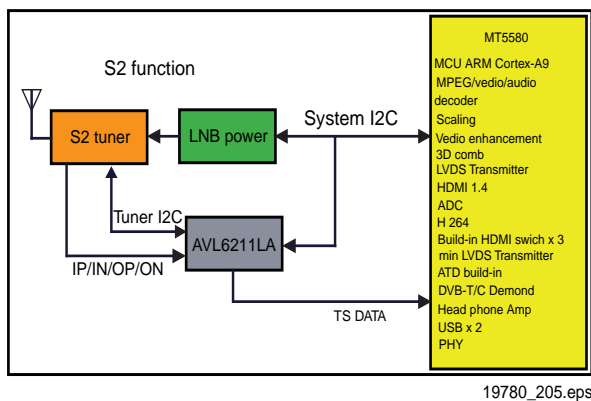 S2 function
S2 tuner
LNB power
System I2C
Tuner I2C
AVL6211LA
IP/IN/OP/ON
TS DATA
MT5580
MCU ARM Cortex-A9
MPEG/vedio/audio
decoder
Scaling
Vedio enhancement
3D comb
LVDS Transmitter
HDMI 1.4
ADC
H 264
Build-in HDMI swich x 3
min LVDS Transmitter
ATD build-in
DVB-T/C Demond
Head phone Amp
USB x 2
PHY
19780_205.eps